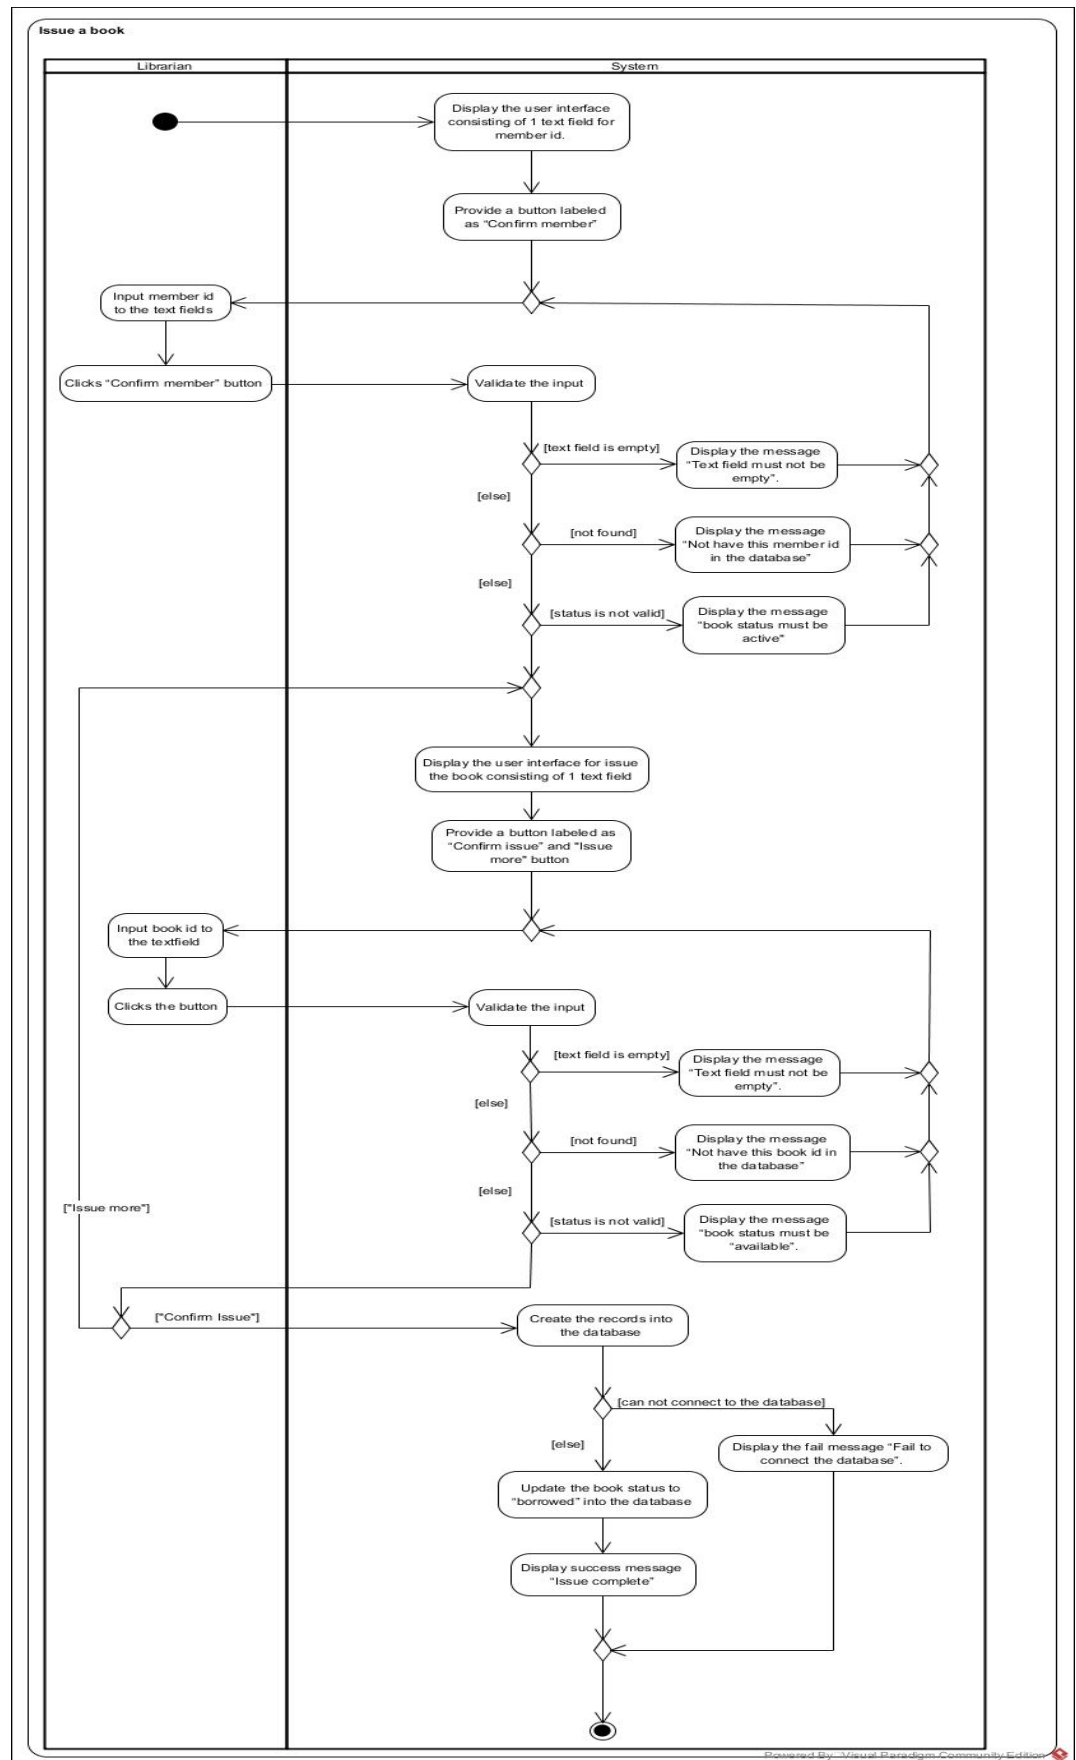 Issue a book
Librarian
System
Display the user interface
consisting of 1 text field for
member id.
Provide a button labeled
as “Confirm member”
Input member id
to the text fields
Clicks “Confirm member” button
Validate the input
[text field is empty]
Display the message
“Text field must not be
empty”.
[else]
[not found]
Display the message
“Not have this member id
in the database”
[else]
[status is not valid]
Display the message
“book status must be
active"
Display the user interface for issue
the book consisting of 1 text field
Provide a button labeled as
“Confirm issue” and "Issue
more" button
Input book id to
the textfield
Clicks the button
Validate the input
[text field is empty]
Display the message
“Text field must not be
empty”.
[else]
[not found]
Display the message
“Not have this book id in
the database”
[else]
["Issue more"]
[status is not valid]
Display the message
“book status must be
“available”.
["Confirm Issue"]
Create the records into
the database
[can not connect to the database]
[else]
Display the fail message “Fail to
connect the database”.
Update the book status to
“borrowed” into the database
Display success message
“Issue complete”
Powered By Visual Paradigm Community Edition